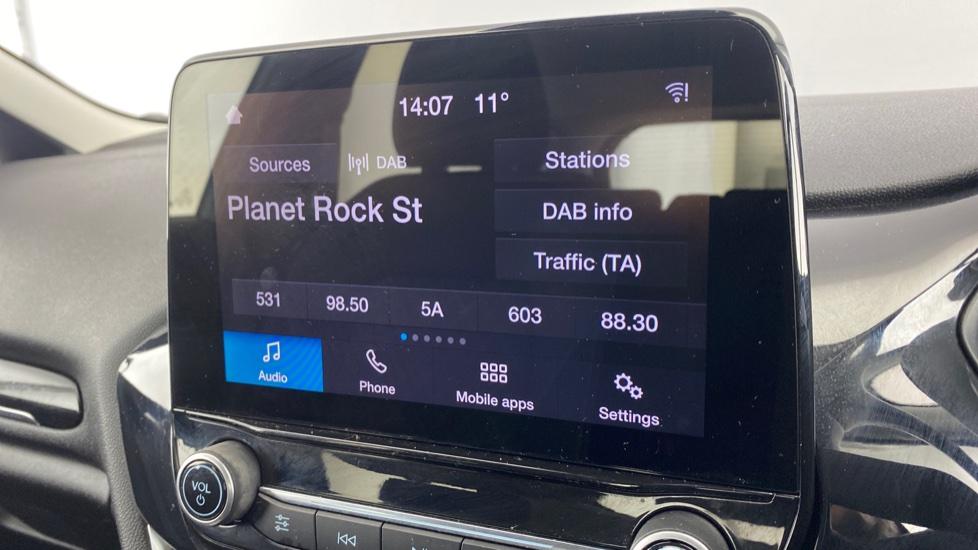 14:07 11°
Sources DAB Stations
Planet Rock St DAB info
Traffic (TA)
531 98.50 5A 603 88.30
Audio Phone Mobile apps Settings
VOL